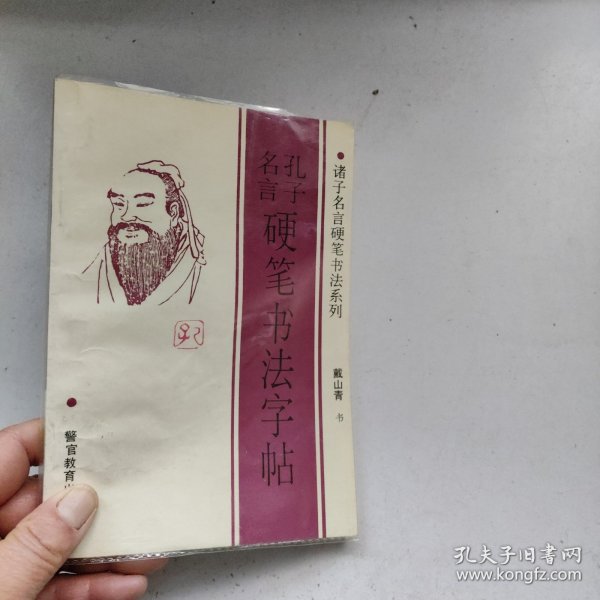 诸子名言硬笔书法系列
戴山青 书
孔子
名言
硬笔书法字帖
警官教育
孔夫子旧书网
www.kongfz.com